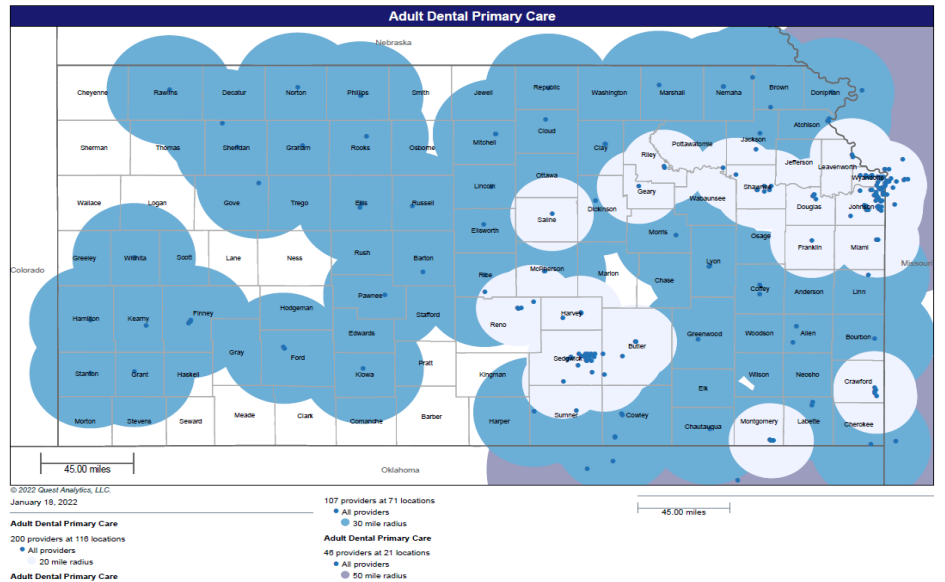 Adult Dental Primary Care
Nebraska
Cheyenne Rawlins Decatur Norton Phillips Smith Jewell Republic Washington Marshall Nemaha Brown Doniphan
Atchison
Sherman Thomas Sheridan Graham Rooks Osborne Mitchell Cloud Clay Riley Pottawatomie Jackson
Jefferson Leavenworth
Wallace Logan Gove Trego Ellis Russell Lincoln Ottawa Dickinson Geary Wabaunsee Shawnee Douglas Johnson Wyandotte
Saline
Ellsworth Morris Osage Franklin Miami
Colorado Greeley Wichita Scott Lane Ness Rush Barton Rice McPherson Marion Chase Lyon Coffey Anderson Linn Missouri
Hamilton Kearny Finney Hodgeman Pawnee Stafford Reno Harvey
Gray Ford Edwards Sedgwick Butler Greenwood Woodson Allen Bourbon
Stanton Grant Haskell Kiowa Pratt Kingman Elk Wilson Neosho Crawford
Morton Stevens Seward Meade Clark Comanche Barber Harper Sumner Cowley Chautauqua Montgomery Labette Cherokee
45.00 miles
Oklahoma
© 2022 Quest Analytics, LLC.
January 18, 2022
Adult Dental Primary Care
200 providers at 116 locations
All providers
20 mile radius
Adult Dental Primary Care
107 providers at 71 locations
All providers
30 mile radius
Adult Dental Primary Care
46 providers at 21 locations
All providers
50 mile radius
45.00 miles